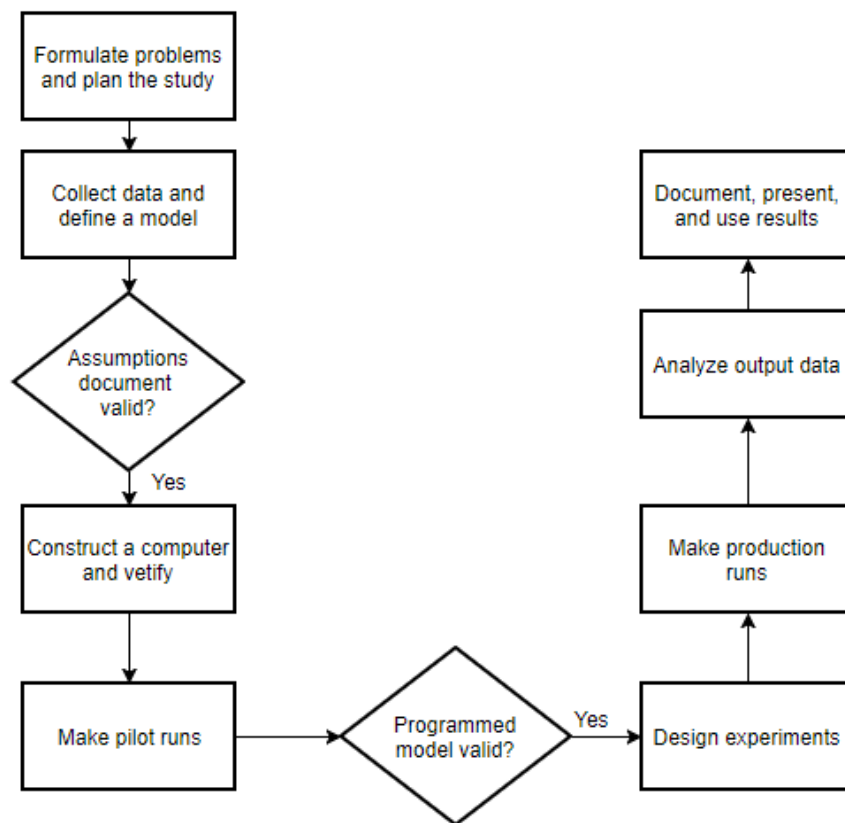 Formulate problems
and plan the study
Collect data and
define a model
Assumptions
document
valid?
Yes
Construct a computer
and vetify
Make pilot runs
Programmed
model valid?
Yes
Design experiments
Make production
runs
Analyze output data
Document, present,
and use results